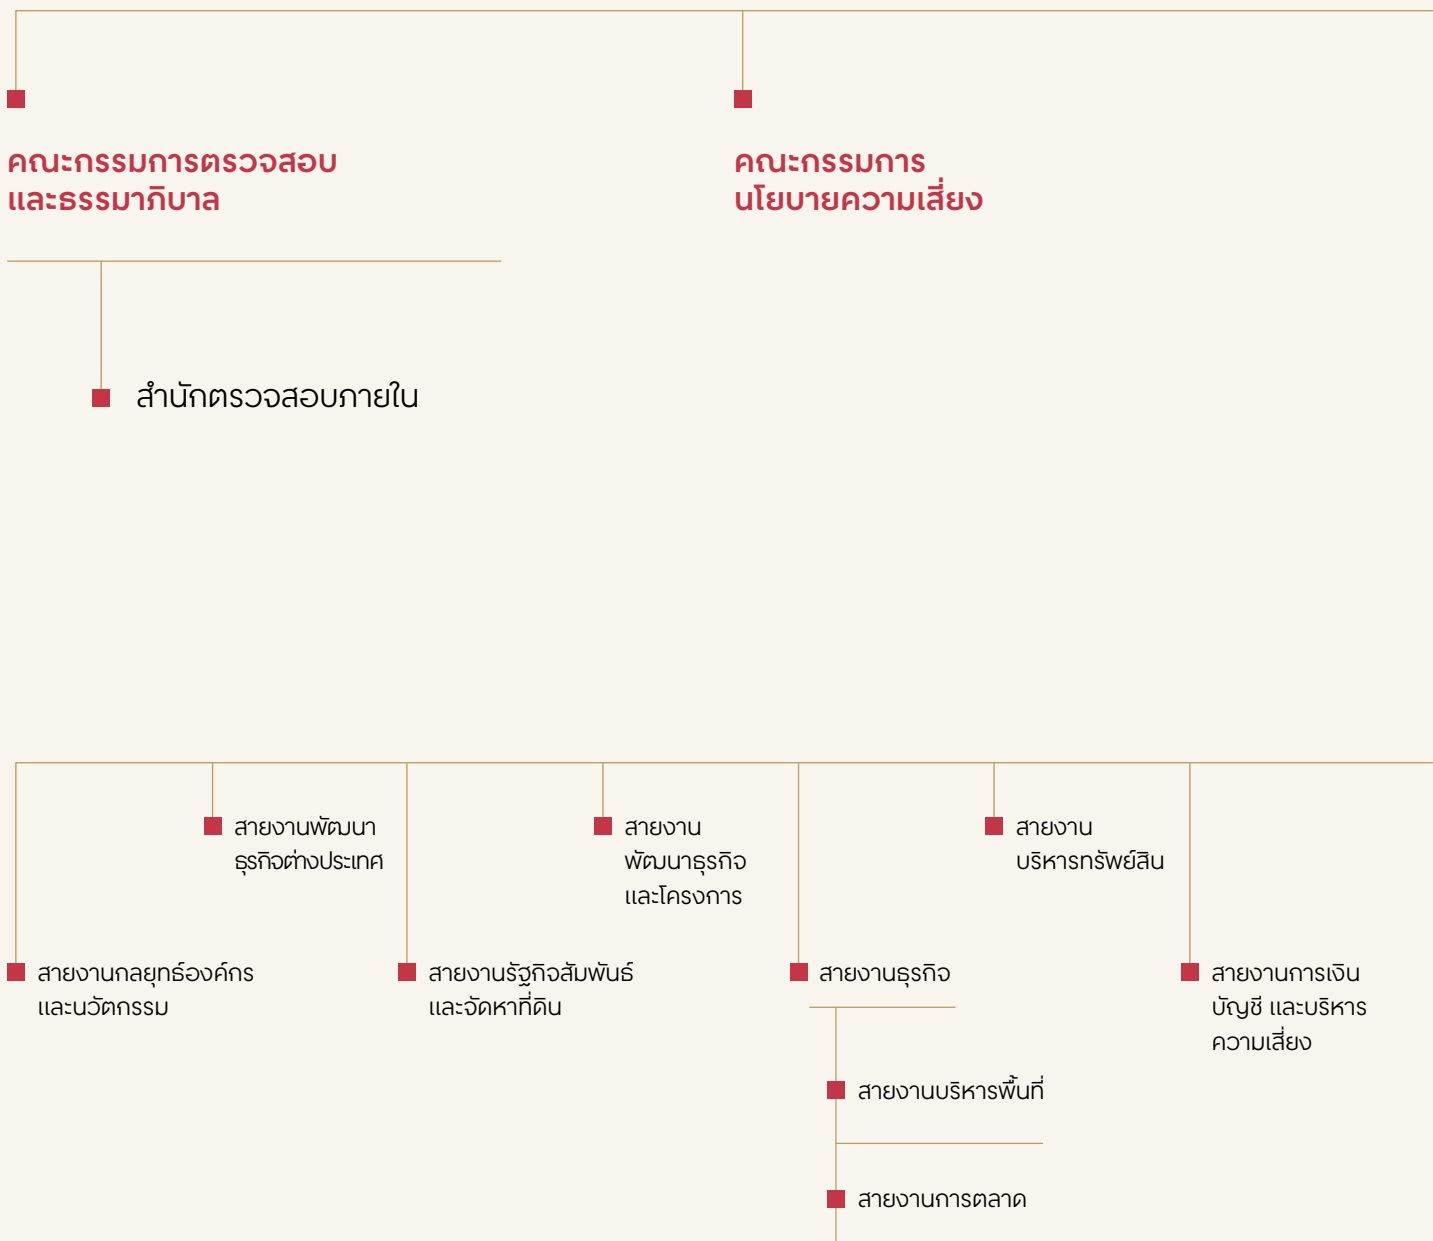 คณะกรรมการตรวจสอบ
และธรรมาภิบาล
คณะกรรมการ
นโยบายความเสี่ยง
สำนักตรวจสอบภายใน
สายงานพัฒนา
ธุรกิจต่างประเทศ
สายงาน
พัฒนาธุรกิจ
และโครงการ
สายงาน
บริหารทรัพย์สิน
สายงานกลยุทธ์องค์กร
และนวัตกรรม
สายงานรัฐกิจสัมพันธ์
และจัดหาที่ดิน
สายงานธุรกิจ
สายงานการเงิน
บัญชี และบริหาร
ความเสี่ยง
สายงานบริหารพื้นที่
สายงานการตลาด